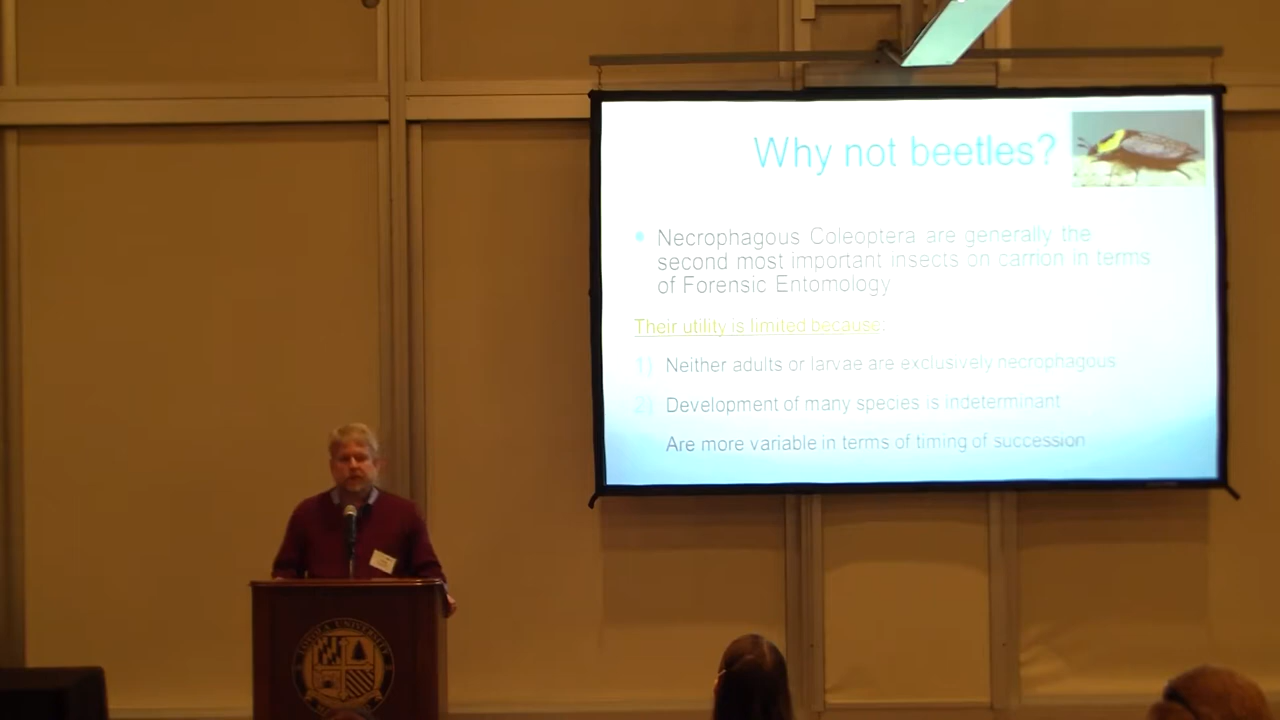 Why not beetles?
Necrophagous Coleoptera are generally the
second most important insects on carrion in terms
of Forensic Entomology
Their utility is limited because:
1) Neither adults or larvae are exclusively necrophagous
2) Development of many species is indeterminant
Are more variable in terms of timing of succession
LOYOLA UNIVERSITY